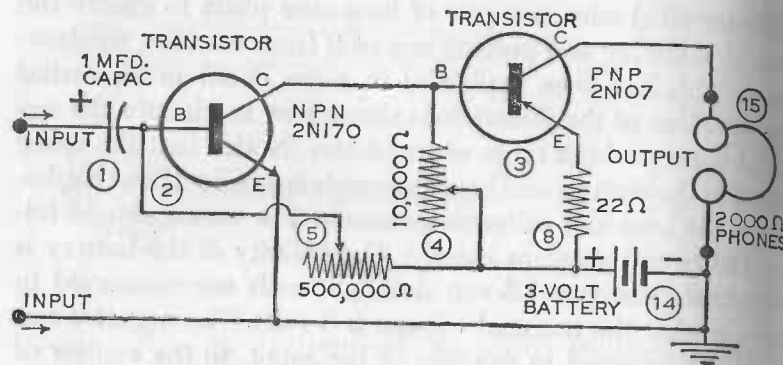 TRANSISTOR
1 MFD.
CAPAC
+
INPUT
1
B
2
C
E
NPN
2N170
TRANSISTOR
B
C
E
3
PNP
2N107
10,000Ω
4
5
500,000 Ω
8
22Ω
+
−
3-VOLT
BATTERY
14
15
OUTPUT
2000Ω
PHONES
INPUT